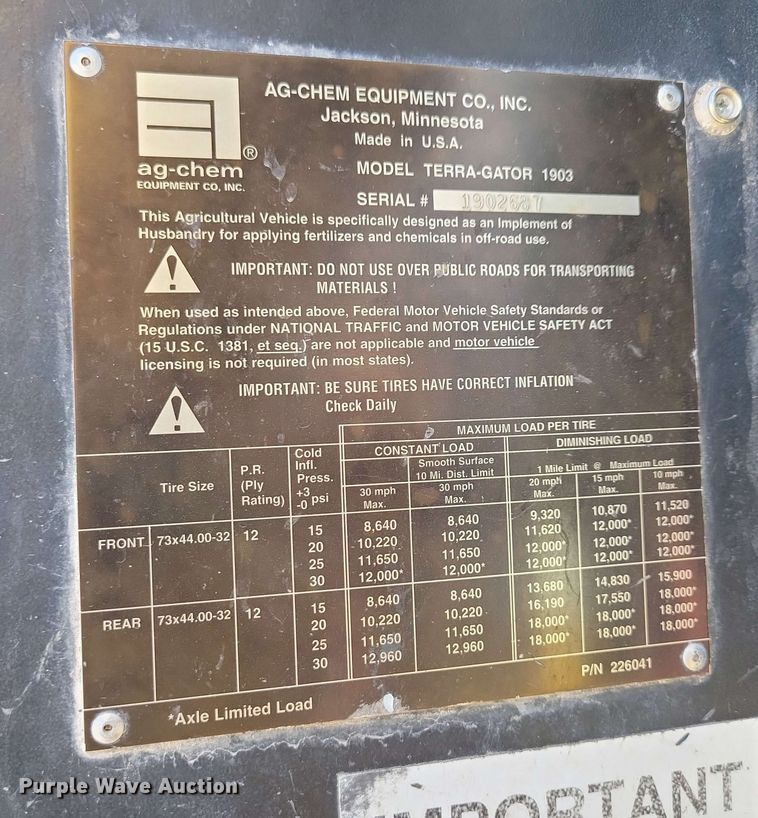 AG-CHEM EQUIPMENT CO., INC.
Jackson, Minnesota
Made in U.S.A.
ag-chem®
EQUIPMENT CO, INC.
MODEL TERRA-GATOR 1903
SERIAL # 1902637
This Agricultural Vehicle is specifically designed as an Implement of
Husbandry for applying fertilizers and chemicals in off-road use.
IMPORTANT: DO NOT USE OVER PUBLIC ROADS FOR TRANSPORTING
MATERIALS !
When used as intended above, Federal Motor Vehicle Safety Standards or
Regulations under NATIONAL TRAFFIC and MOTOR VEHICLE SAFETY ACT
(15 U.S.C. 1381, et seq.) are not applicable and motor vehicle
licensing is not required (in most states).
IMPORTANT: BE SURE TIRES HAVE CORRECT INFLATION
Check Daily
MAXIMUM LOAD PER TIRE
CONSTANT LOAD DIMINISHING LOAD
Tire Size P.R. (Ply Rating) Cold Infl. Press. +3 -0 psi 30 mph Max. Smooth Surface 10 Mi. Dist. Limit 30 mph Max. 1 Mile Limit @ Maximum Load 20 mph Max. 15 mph Max. 10 mph Max.
FRONT 73x44.00-32 12 15 8,640 8,640 9,320 10,870 11,520
20 10,220 10,220 11,620 12,000* 12,000*
25 11,650 11,650 12,000* 12,000* 12,000*
30 12,000* 12,000* 12,000* 12,000* 12,000*
REAR 73x44.00-32 12 15 8,640 8,640 13,680 14,830 15,900
20 10,220 10,220 16,190 17,550 18,000*
25 11,650 11,650 18,000* 18,000* 18,000*
30 12,960 12,960 18,000* 18,000* 18,000*
*Axle Limited Load
P/N 226041
IMPORTANT
Purple Wave Auction